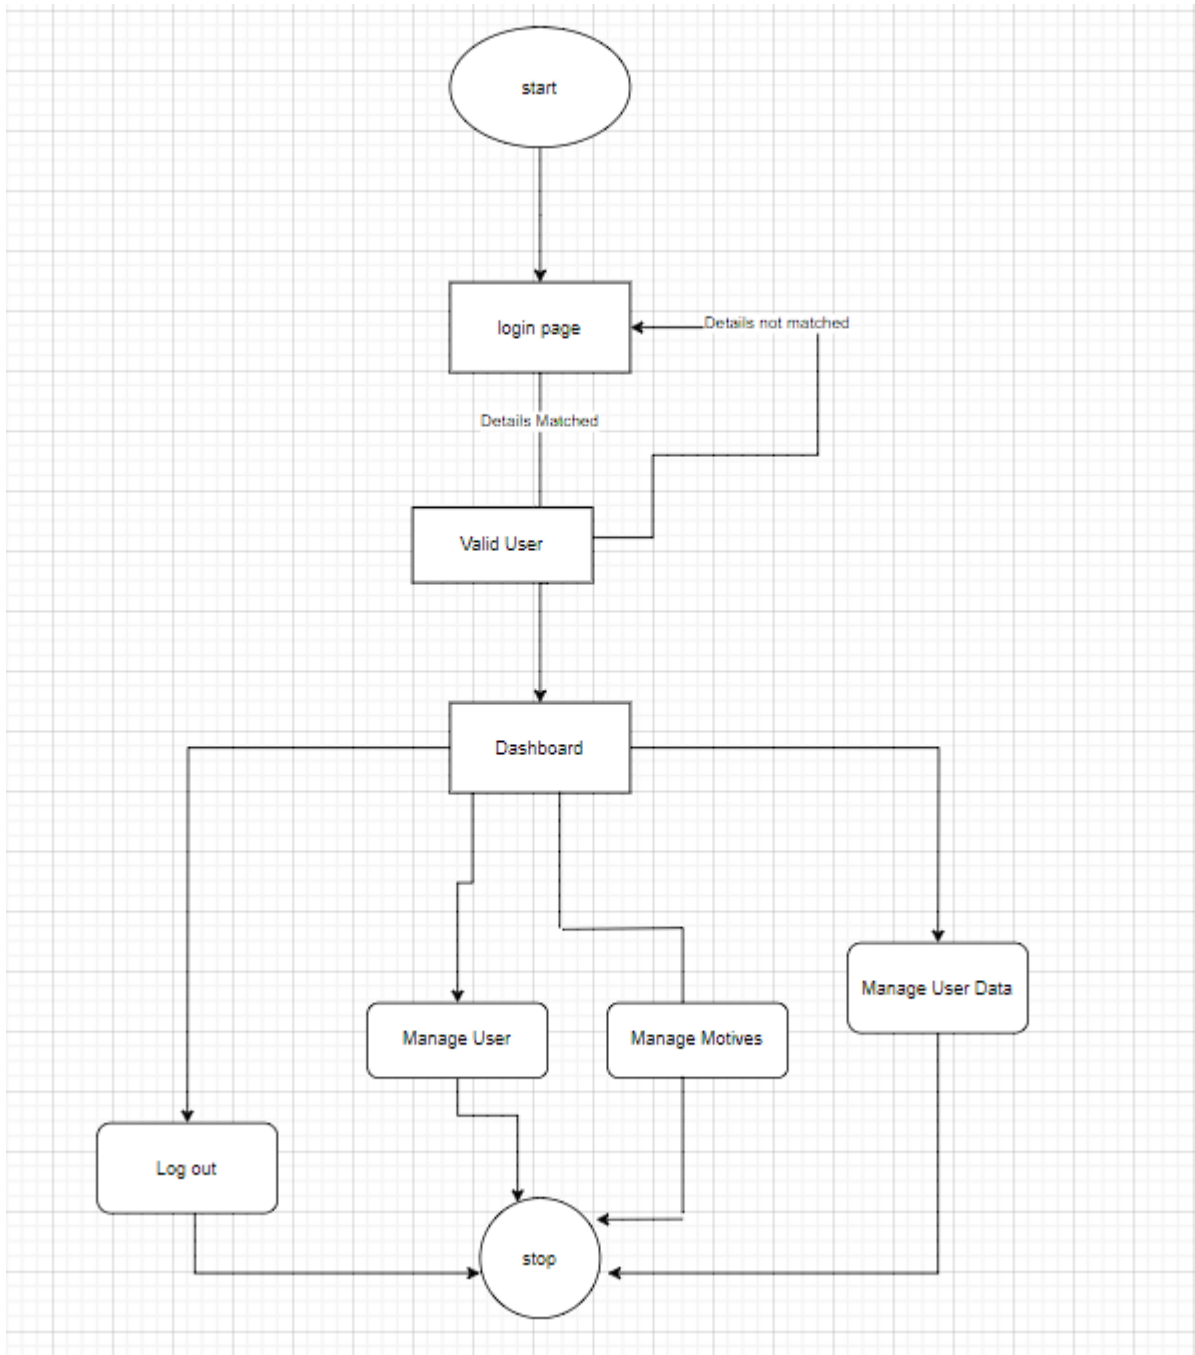 start
login page
Details not matched
Details Matched
Valid User
Dashboard
Manage User Data
Manage User
Manage Motives
Log out
stop